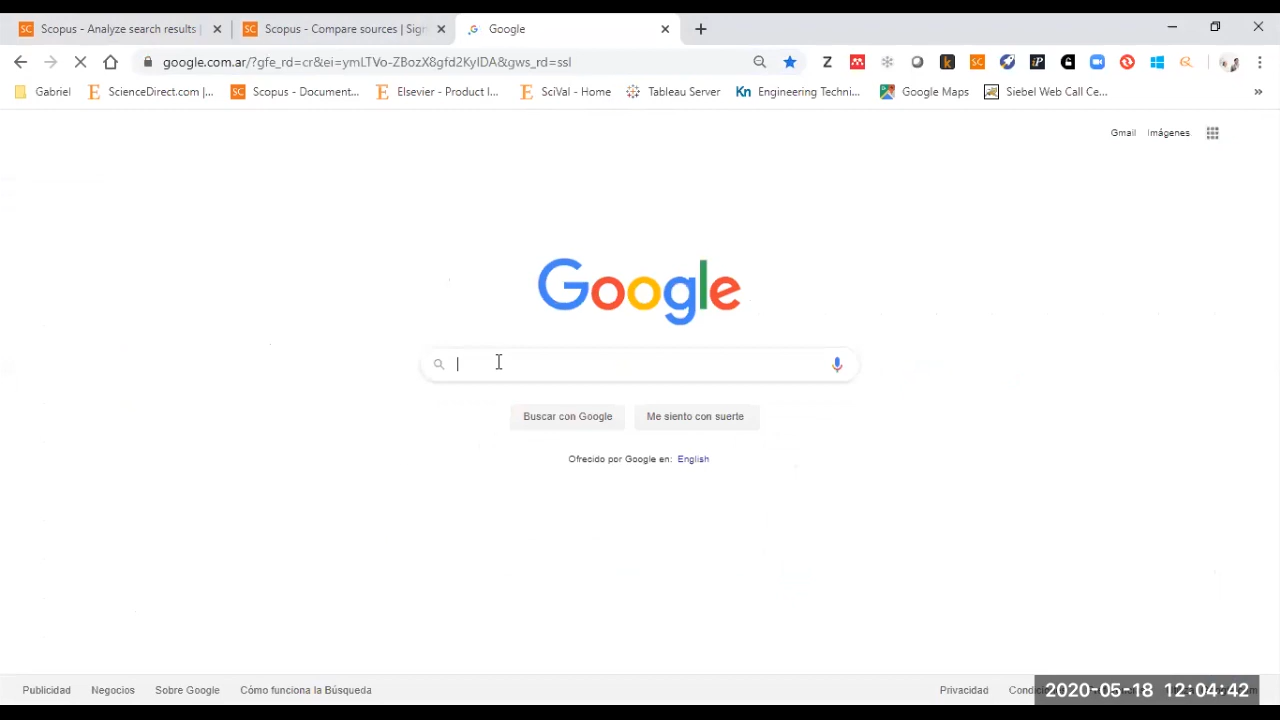 Scopus - Analyze search results |
Scopus - Compare sources | Sign
Google
google.com.ar/?gfe_rd=cr&ei=ymLTVo-ZBozX8gfd2KyIDA&gws_rd=ssl
Gabriel
ScienceDirect.com |...
Scopus - Document...
Elsevier - Product I...
SciVal - Home
Tableau Server
Kn Engineering Techni...
Google Maps
Siebel Web Call Ce...
»
Gmail Imágenes
Google
Buscar con Google Me siento con suerte
Ofrecido por Google en: English
Publicidad Negocios Sobre Google Cómo funciona la Búsqueda Privacidad
2020-05-18 12:04:42